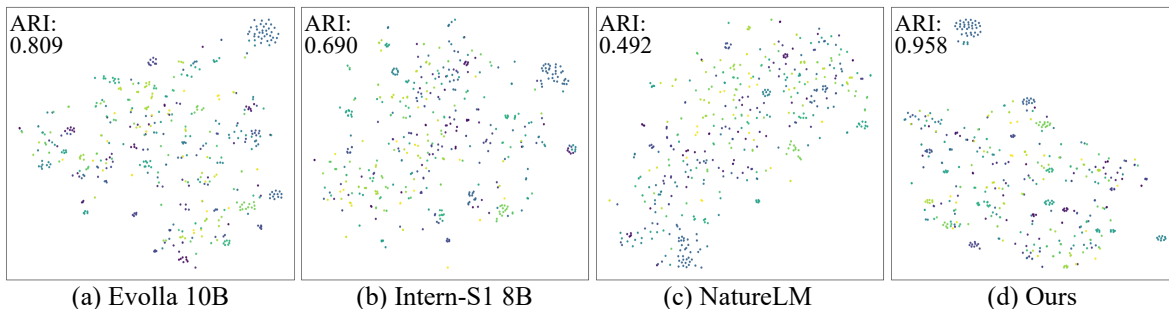 ARI:
0.809
ARI:
0.690
ARI:
0.492
ARI:
0.958
(a) Evolla 10B
(b) Intern-S1 8B
(c) NatureLM
(d) Ours